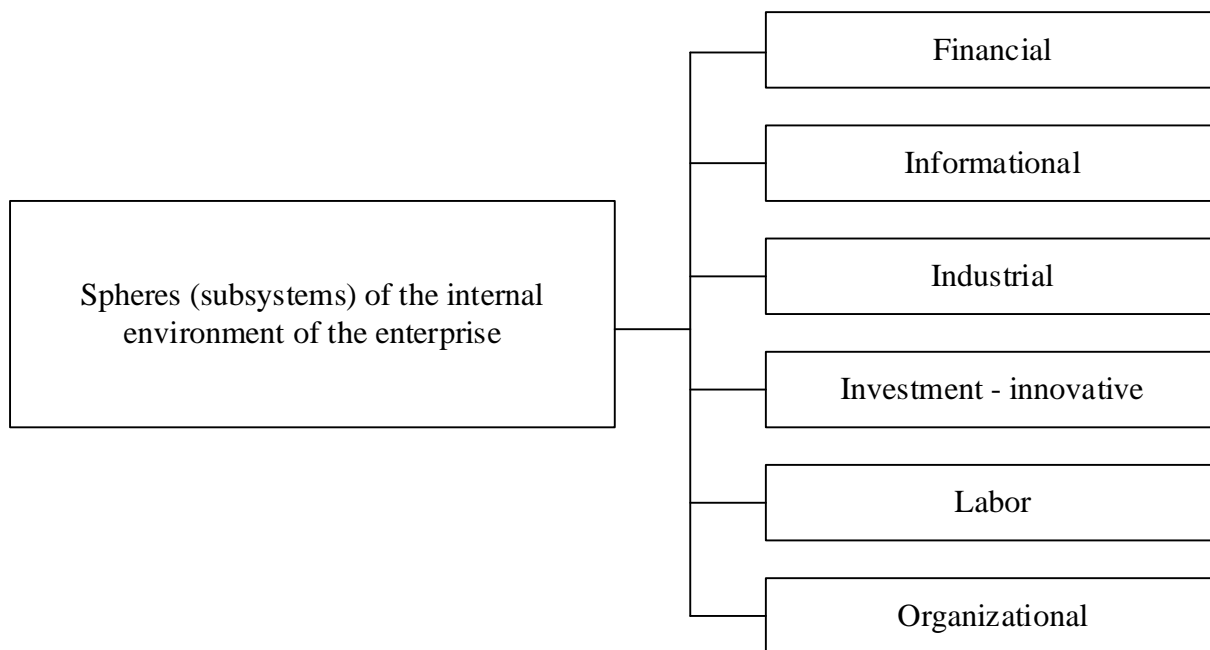 Spheres (subsystems) of the internal
environment of the enterprise
Financial
Informational
Industrial
Investment - innovative
Labor
Organizational